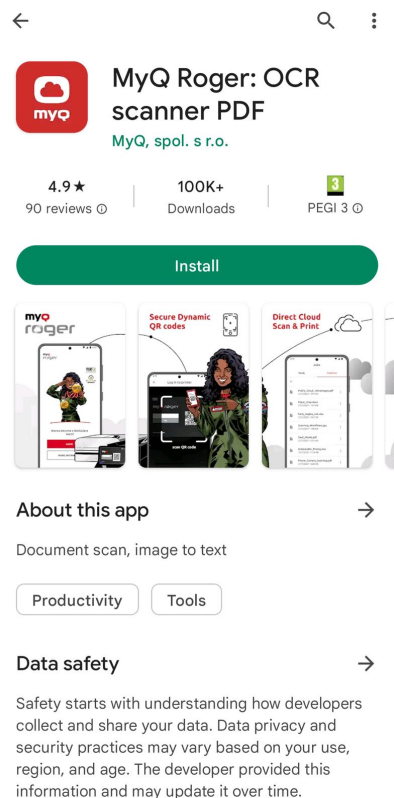 MyQ Roger: OCR
scanner PDF
myQ
MyQ, spol. s r.o.
4.9★
100K+
3
90 reviews
Downloads
PEGI 3
Install
myQ
roger
Secure Dynamic
QR codes
scan QR code
Direct Cloud
Scan & Print
About this app
Document scan, image to text
Productivity
Tools
Data safety
Safety starts with understanding how developers
collect and share your data. Data privacy and
security practices may vary based on your use,
region, and age. The developer provided this
information and may update it over time.